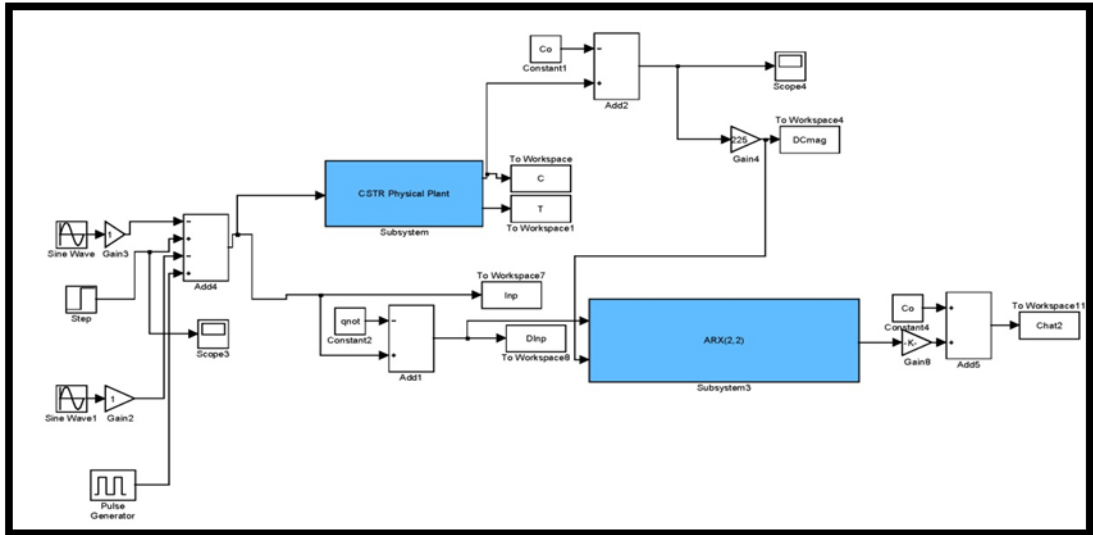 Co
Constant1
Add2
Scope4
To Workspace4
225
DCmag
Gain4
To Workspace
CSTR Physical Plant
C
T
Subsystem
To Workspace1
1
Sine Wave
Gain3
Add4
To Workspace7
Inp
Step
Scope3
qnot
Constant2
Add1
DInp
To Workspace8
ARX(2,2)
Subsystem3
Co
Constant4
-K-
Gain8
Add5
To Workspace11
Chat2
1
Sine Wave1
Gain2
Pulse
Generator